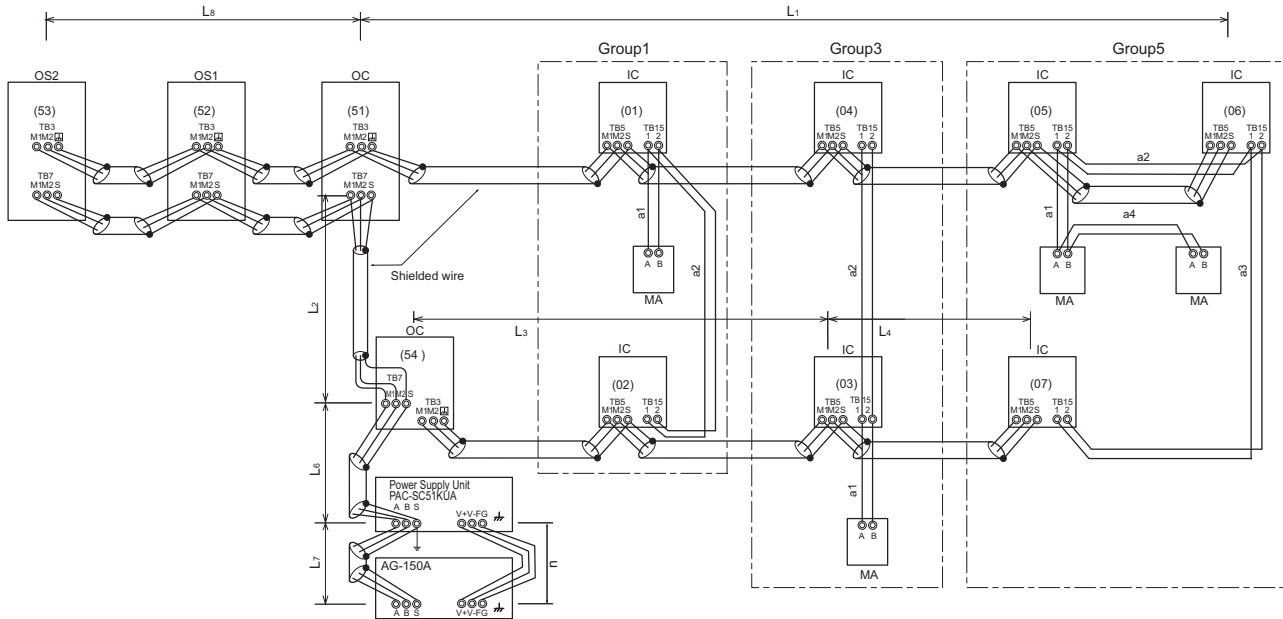 L8
L1
Group1
Group3
Group5
OS2
OS1
OC
IC
IC
IC
IC
(53)
(52)
(51)
(01)
(04)
(05)
(06)
TB3
M1M2
TB3
M1M2
TB3
M1M2
TB5
M1M2S
TB15
1 2
TB5
M1M2S
TB15
1 2
TB5
M1M2S
TB15
1 2
TB5
M1M2S
TB15
1 2
TB7
M1M2 S
TB7
M1M2 S
TB7
M1M2 S
a2
a1
a1
a4
a2
a2
a3
Shielded wire
A B
MA
A B
MA
A B
MA
L2
L3
L4
OC
IC
IC
IC
(54 )
(02)
(03)
(07)
TB7
M1M2 S
TB3
M1M2
TB5
M1M2S
TB15
1 2
TB5
M1M2S
TB15
1 2
TB5
M1M2S
TB15
1 2
L6
a1
Power Supply Unit
PAC-SC51KUA
A B S
V+V-FG
L7
n
AG-150A
A B S
V+V-FG
A B
MA